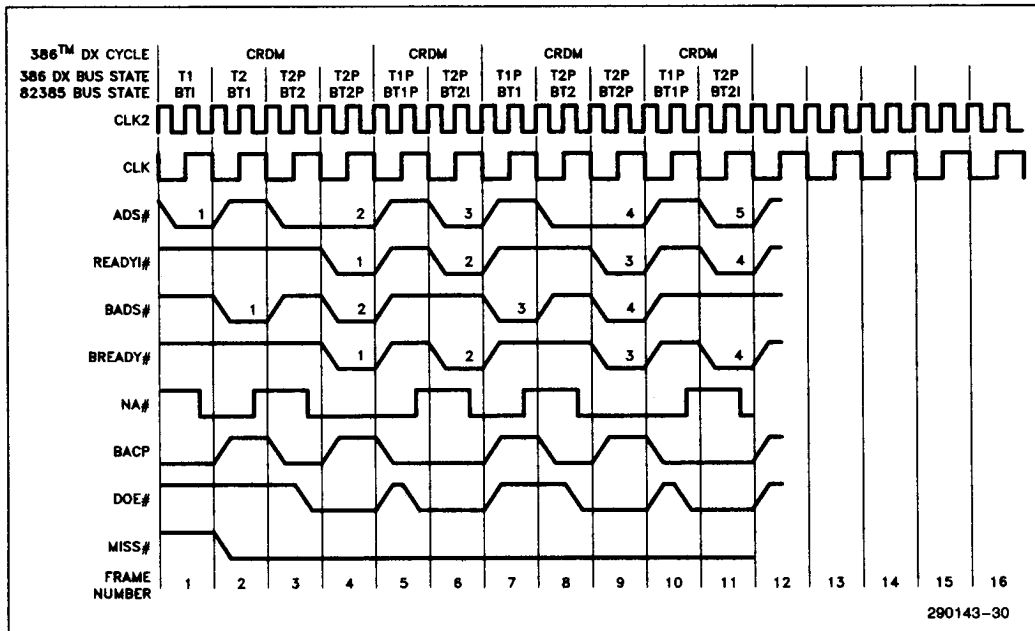 386™ DX CYCLE CRDM CRDM CRDM CRDM
386 DX BUS STATE T1 T2 T2P T2P T1P T2P T1P T2P T2P T1P T2P
82385 BUS STATE BTI BT1 BT2 BT2P BT1P BT2I BT1 BT2 BT2P BT1P BT2I
CLK2
CLK
ADS# 1 2 3 4 5
READYI# 1 2 3 4
BADS# 1 2 3 4
BREADY# 1 2 3 4
NA#
BACP
DOE#
MISS#
FRAME
NUMBER 1 2 3 4 5 6 7 8 9 10 11 12 13 14 15 16
290143-30